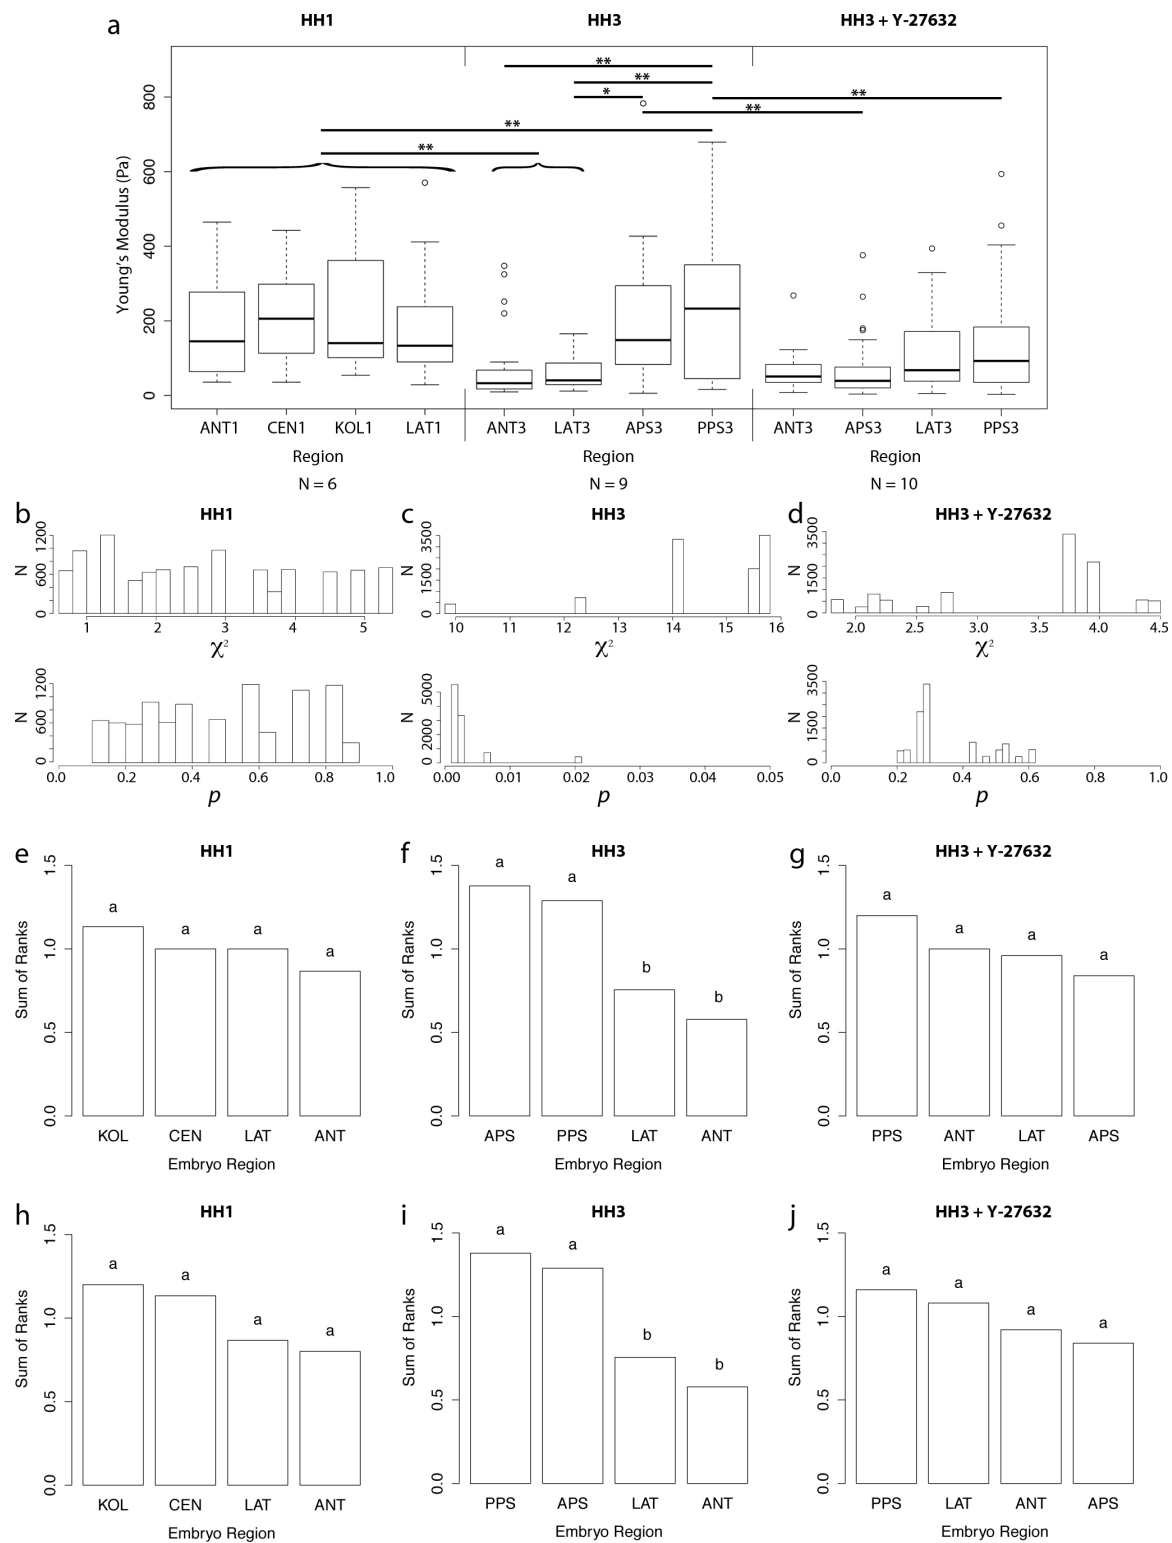 a
HH1 HH3 HH3 + Y-27632
Young's Modulus (Pa)
0 200 400 600 800
** ** * ** ** ** **
ANT1 CEN1 KOL1 LAT1 ANT3 LAT3 APS3 PPS3 ANT3 APS3 LAT3 PPS3
Region Region Region
N = 6 N = 9 N = 10
b HH1
N
0 600 1200
1 2 3 4 5
χ²
N
0 600 1200
0.0 0.2 0.4 0.6 0.8 1.0
p
c HH3
N
0 1500 3500
10 11 12 13 14 15 16
χ²
N
0 2000 5000
0.00 0.01 0.02 0.03 0.04 0.05
p
d HH3 + Y-27632
N
0 1500 3500
2.0 2.5 3.0 3.5 4.0 4.5
χ²
N
0 1500 3500
0.0 0.2 0.4 0.6 0.8 1.0
p
e HH1
Sum of Ranks
0.0 0.5 1.0 1.5
a a a a
KOL CEN LAT ANT
Embryo Region
f HH3
Sum of Ranks
0.0 0.5 1.0 1.5
a a b b
APS PPS LAT ANT
Embryo Region
g HH3 + Y-27632
Sum of Ranks
0.0 0.5 1.0 1.5
a a a a
PPS ANT LAT APS
Embryo Region
h HH1
Sum of Ranks
0.0 0.5 1.0 1.5
a a a a
KOL CEN LAT ANT
Embryo Region
i HH3
Sum of Ranks
0.0 0.5 1.0 1.5
a a b b
PPS APS LAT ANT
Embryo Region
j HH3 + Y-27632
Sum of Ranks
0.0 0.5 1.0 1.5
a a a a
PPS LAT ANT APS
Embryo Region